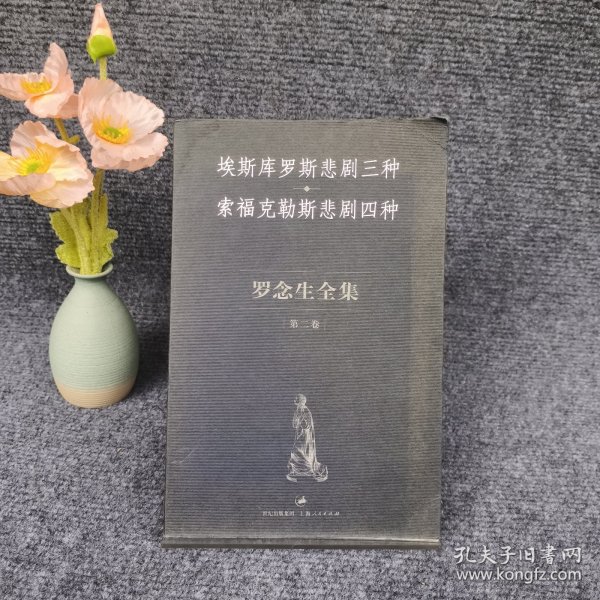 埃斯库罗斯悲剧三种
索福克勒斯悲剧四种
罗念生全集
第二卷
世纪出版集团 上海人民出版社
孔夫子旧书网
www.kongfz.com